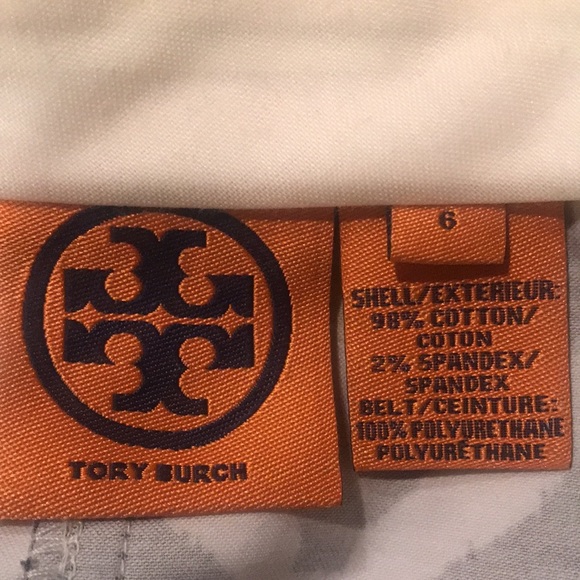 TORY BURCH
6
SHELL/EXTERIEUR:
98% COTTON/
COTON
2% SPANDEX/
SPANDEX
BELT/CEINTURE:
100% POLYURETHANE
POLYURÉTHANE